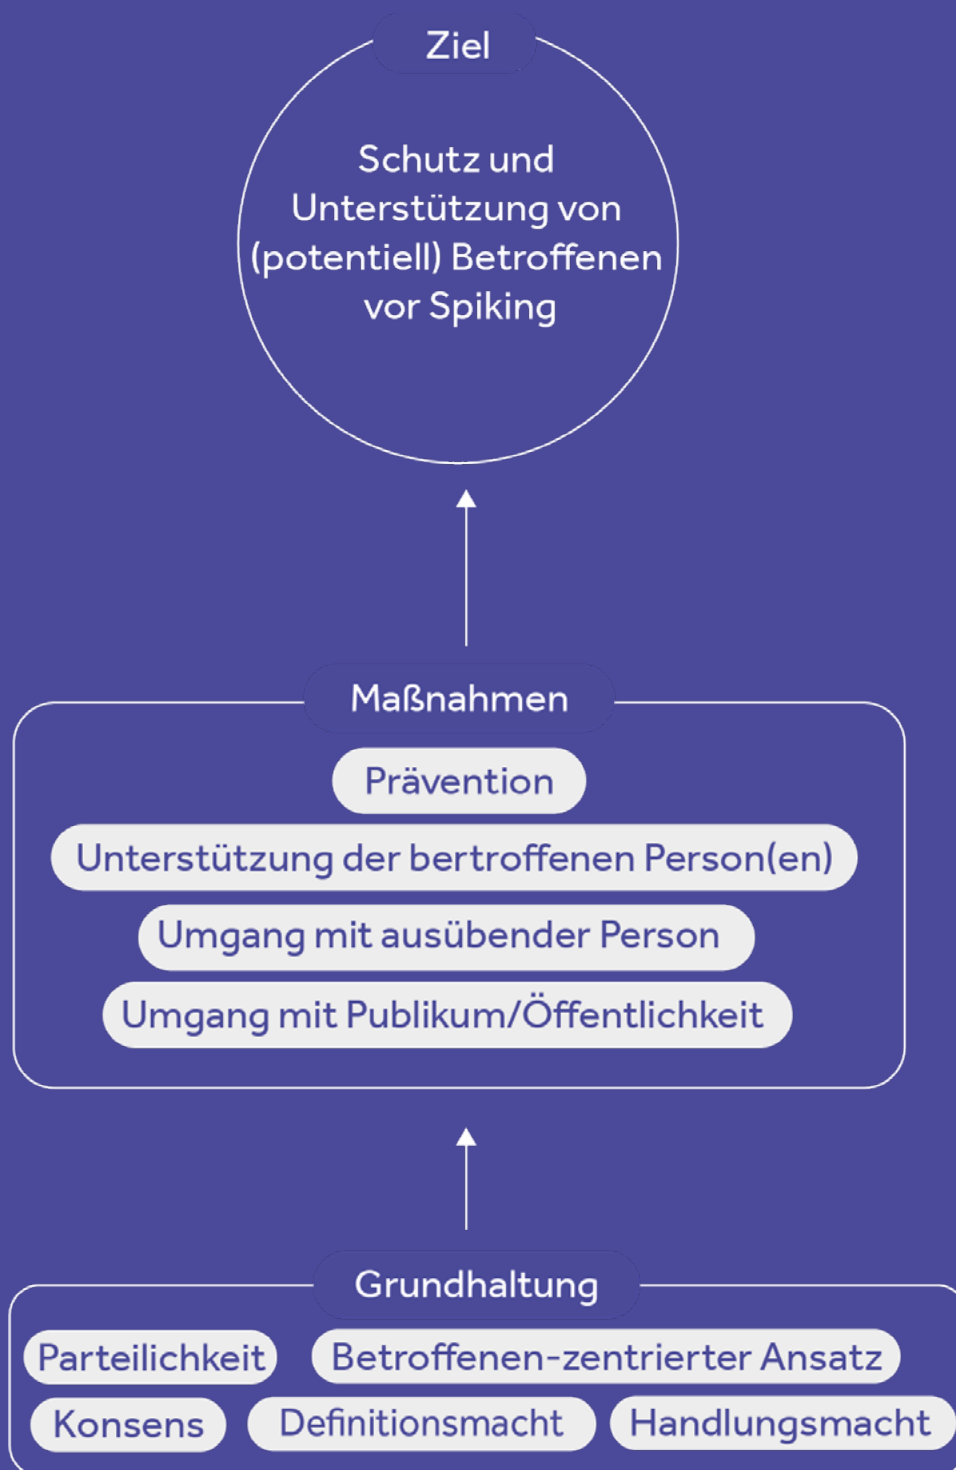 Ziel
Schutz und
Unterstützung von
(potentiell) Betroffenen
vor Spiking
Maßnahmen
Prävention
Unterstützung der bertroffenen Person(en)
Umgang mit ausübender Person
Umgang mit Publikum/Öffentlichkeit
Grundhaltung
Parteilichkeit Betroffenen-zentrierter Ansatz
Konsens Definitionsmacht Handlungsmacht